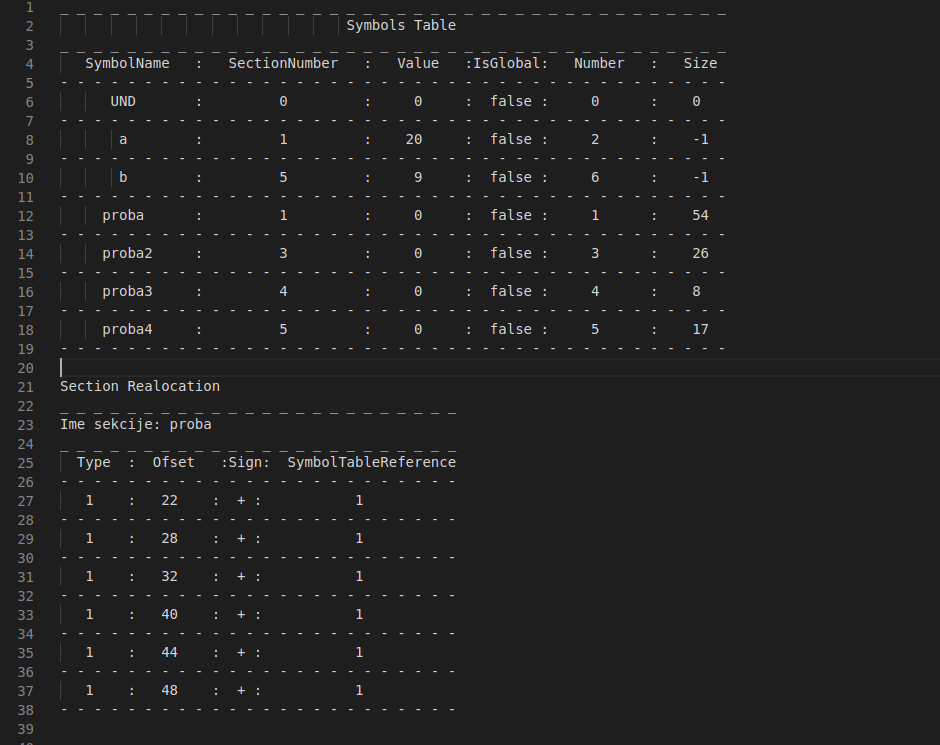 1 _ _ _ _ _ _ _ _ _ _ _ _ _ _ _ _ _ _ _ _ _ _ _ _ _ _ _ _ _ _ _ _ _ _ _ _ _ _ _ _
2 Symbols Table
3 _ _ _ _ _ _ _ _ _ _ _ _ _ _ _ _ _ _ _ _ _ _ _ _ _ _ _ _ _ _ _ _ _ _ _ _ _ _ _ _
4 SymbolName : SectionNumber : Value :IsGlobal: Number : Size
5 - - - - - - - - - - - - - - - - - - - - - - - - - - - - - - - - - - - - - - - -
6 UND : 0 : 0 : false : 0 : 0
7 - - - - - - - - - - - - - - - - - - - - - - - - - - - - - - - - - - - - - - - -
8 a : 1 : 20 : false : 2 : -1
9 - - - - - - - - - - - - - - - - - - - - - - - - - - - - - - - - - - - - - - - -
10 b : 5 : 9 : false : 6 : -1
11 - - - - - - - - - - - - - - - - - - - - - - - - - - - - - - - - - - - - - - - -
12 proba : 1 : 0 : false : 1 : 54
13 - - - - - - - - - - - - - - - - - - - - - - - - - - - - - - - - - - - - - - - -
14 proba2 : 3 : 0 : false : 3 : 26
15 - - - - - - - - - - - - - - - - - - - - - - - - - - - - - - - - - - - - - - - -
16 proba3 : 4 : 0 : false : 4 : 8
17 - - - - - - - - - - - - - - - - - - - - - - - - - - - - - - - - - - - - - - - -
18 proba4 : 5 : 0 : false : 5 : 17
19 - - - - - - - - - - - - - - - - - - - - - - - - - - - - - - - - - - - - - - - -
20
21 Section Realocation
22 _ _ _ _ _ _ _ _ _ _ _ _ _ _ _ _ _ _ _ _ _ _ _ _
23 Ime sekcije: proba
24 _ _ _ _ _ _ _ _ _ _ _ _ _ _ _ _ _ _ _ _ _ _ _ _
25 Type : Ofset :Sign: SymbolTableReference
26 - - - - - - - - - - - - - - - - - - - - - - - -
27 1 : 22 : + : 1
28 - - - - - - - - - - - - - - - - - - - - - - - -
29 1 : 28 : + : 1
30 - - - - - - - - - - - - - - - - - - - - - - - -
31 1 : 32 : + : 1
32 - - - - - - - - - - - - - - - - - - - - - - - -
33 1 : 40 : + : 1
34 - - - - - - - - - - - - - - - - - - - - - - - -
35 1 : 44 : + : 1
36 - - - - - - - - - - - - - - - - - - - - - - - -
37 1 : 48 : + : 1
38 - - - - - - - - - - - - - - - - - - - - - - - -
39